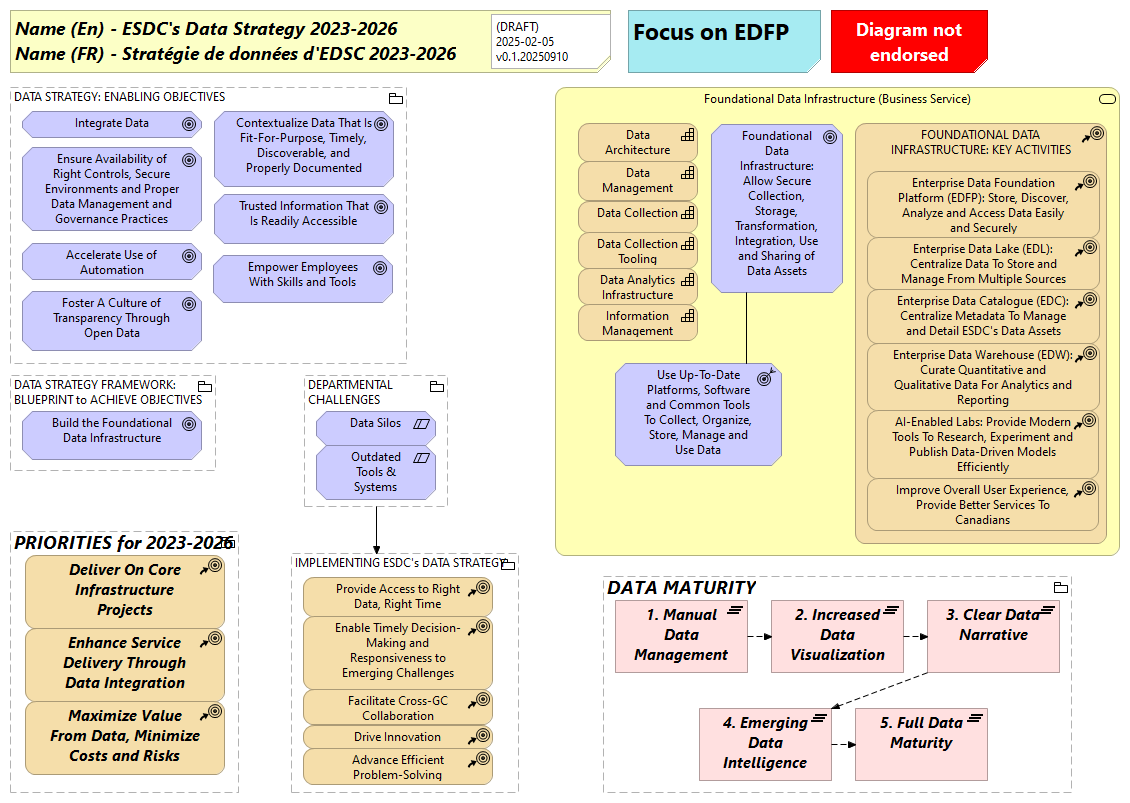 Name (En) - ESDC's Data Strategy 2023-2026
Name (FR) - Stratégie de données d'EDSC 2023-2026
(DRAFT)
2025-02-05
v0.1.20250910
Focus on EDFP
Diagram not
endorsed
DATA STRATEGY: ENABLING OBJECTIVES
Integrate Data
Ensure Availability of
Right Controls, Secure
Environments and Proper
Data Management and
Governance Practices
Accelerate Use of
Automation
Foster A Culture of
Transparency Through
Open Data
Contextualize Data That Is
Fit-For-Purpose, Timely,
Discoverable, and
Properly Documented
Trusted Information That
Is Readily Accessible
Empower Employees
With Skills and Tools
DATA STRATEGY FRAMEWORK:
BLUEPRINT to ACHIEVE OBJECTIVES
Build the Foundational
Data Infrastructure
DEPARTMENTAL
CHALLENGES
Data Silos
Outdated
Tools &
Systems
PRIORITIES for 2023-2026
Deliver On Core
Infrastructure
Projects
Enhance Service
Delivery Through
Data Integration
Maximize Value
From Data, Minimize
Costs and Risks
IMPLEMENTING ESDC's DATA STRATEGY
Provide Access to Right
Data, Right Time
Enable Timely Decision-
Making and
Responsiveness to
Emerging Challenges
Facilitate Cross-GC
Collaboration
Drive Innovation
Advance Efficient
Problem-Solving
Foundational Data Infrastructure (Business Service)
Data
Architecture
Data
Management
Data Collection
Data Collection
Tooling
Data Analytics
Infrastructure
Information
Management
Foundational
Data
Infrastructure:
Allow Secure
Collection,
Storage,
Transformation,
Integration, Use
and Sharing of
Data Assets
Use Up-To-Date
Platforms, Software
and Common Tools
To Collect, Organize,
Store, Manage and
Use Data
FOUNDATIONAL DATA
INFRASTRUCTURE: KEY ACTIVITIES
Enterprise Data Foundation
Platform (EDFP): Store, Discover,
Analyze and Access Data Easily
and Securely
Enterprise Data Lake (EDL):
Centralize Data To Store and
Manage From Multiple Sources
Enterprise Data Catalogue (EDC):
Centralize Metadata To Manage
and Detail ESDC's Data Assets
Enterprise Data Warehouse (EDW):
Curate Quantitative and
Qualitative Data For Analytics and
Reporting
AI-Enabled Labs: Provide Modern
Tools To Research, Experiment and
Publish Data-Driven Models
Efficiently
Improve Overall User Experience,
Provide Better Services To
Canadians
DATA MATURITY
1. Manual
Data
Management
2. Increased
Data
Visualization
3. Clear Data
Narrative
4. Emerging
Data
Intelligence
5. Full Data
Maturity